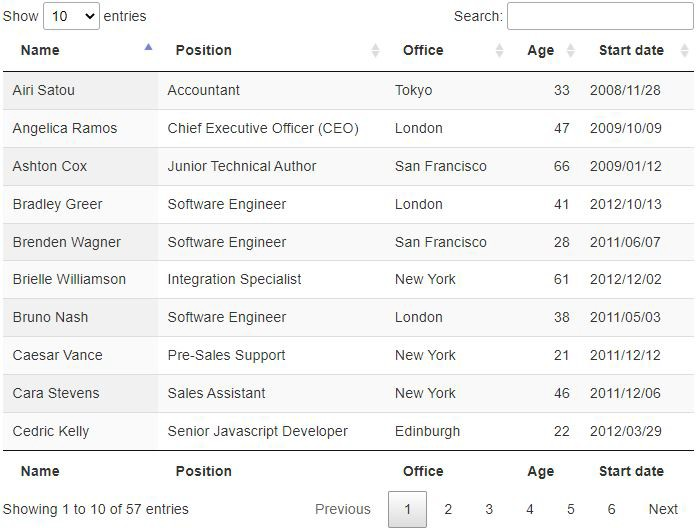 Show 10 entries Search:
Name Position Office Age Start date
Airi Satou Accountant Tokyo 33 2008/11/28
Angelica Ramos Chief Executive Officer (CEO) London 47 2009/10/09
Ashton Cox Junior Technical Author San Francisco 66 2009/01/12
Bradley Greer Software Engineer London 41 2012/10/13
Brenden Wagner Software Engineer San Francisco 28 2011/06/07
Brielle Williamson Integration Specialist New York 61 2012/12/02
Bruno Nash Software Engineer London 38 2011/05/03
Caesar Vance Pre-Sales Support New York 21 2011/12/12
Cara Stevens Sales Assistant New York 46 2011/12/06
Cedric Kelly Senior Javascript Developer Edinburgh 22 2012/03/29
Name Position Office Age Start date
Showing 1 to 10 of 57 entries Previous 1 2 3 4 5 6 Next